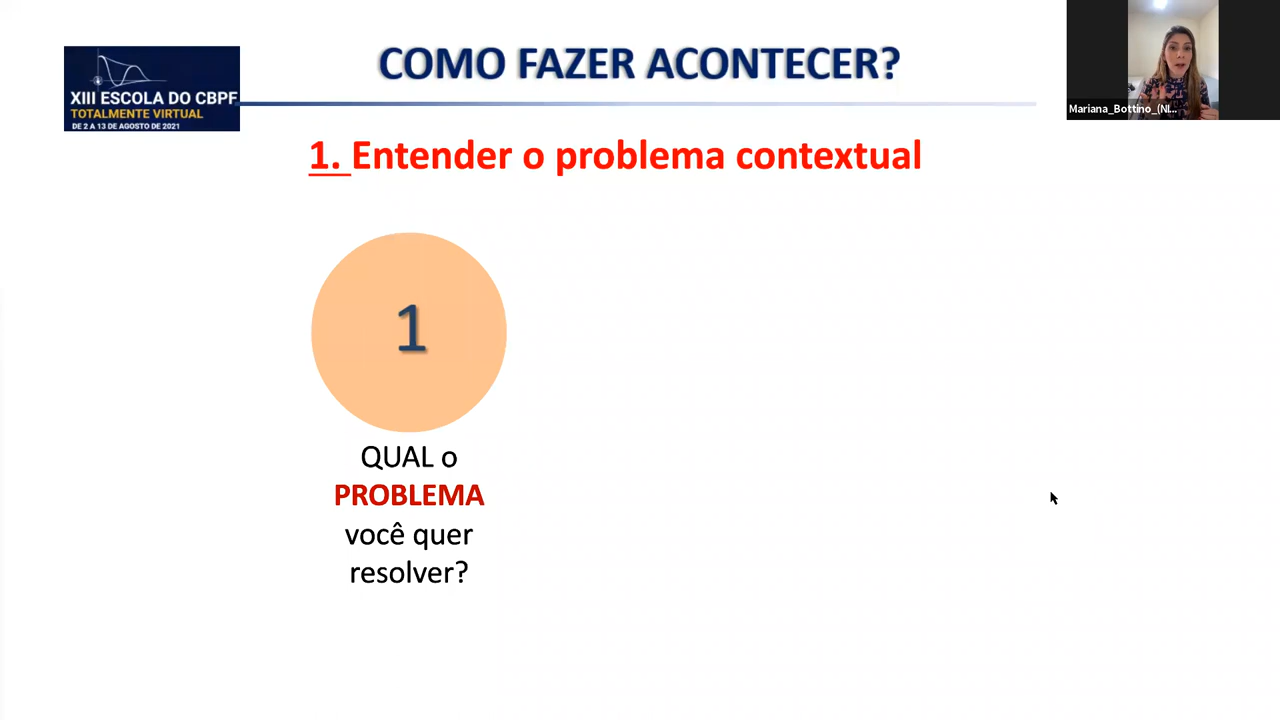 COMO FAZER ACONTECER?
XIII ESCOLA DO CBPF
TOTALMENTE VIRTUAL
DE 2 A 13 DE AGOSTO DE 2021
Mariana_Bottino_(NI...
1. Entender o problema contextual
1
QUAL o
PROBLEMA
você quer
resolver?